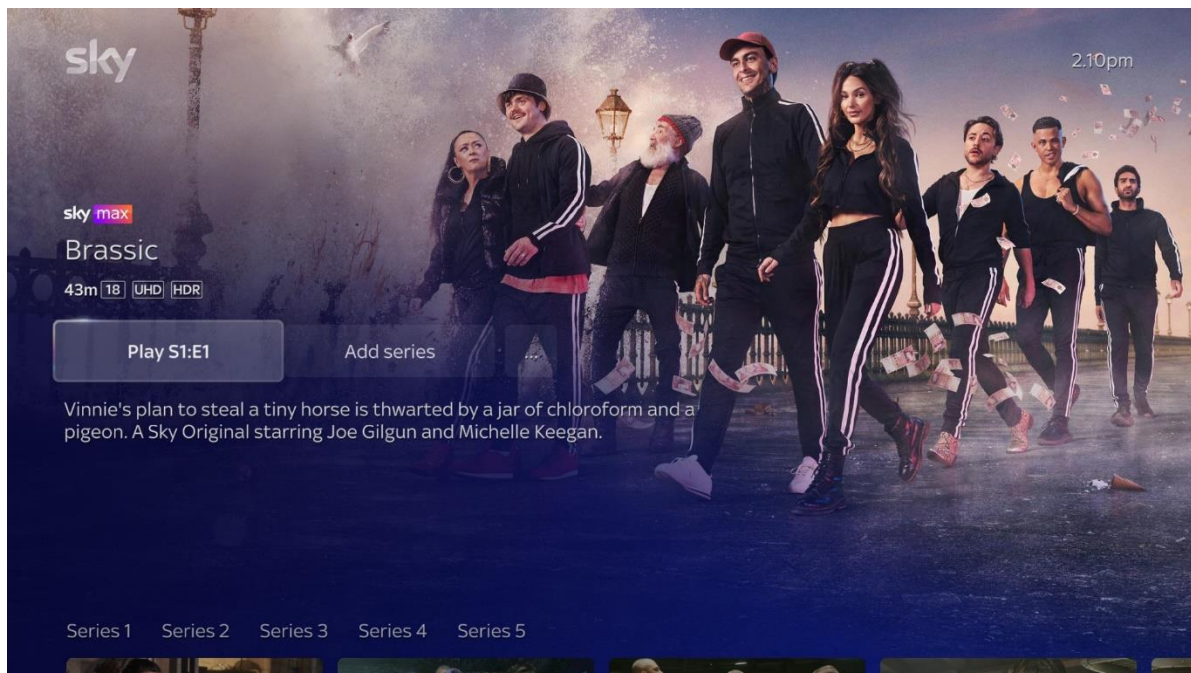 sky
2.10pm
sky max
Brassic
43m 18 UHD HDR
Play S1:E1
Add series
...
Vinnie's plan to steal a tiny horse is thwarted by a jar of chloroform and a
pigeon. A Sky Original starring Joe Gilgun and Michelle Keegan.
Series 1 Series 2 Series 3 Series 4 Series 5